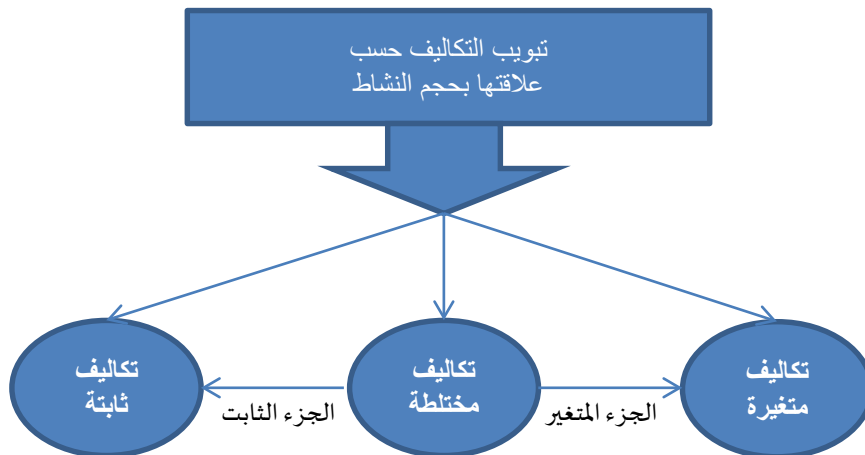 تبويب التكاليف حسب
علاقتها بحجم النشاط
تكاليف
متغيرة
الجزء المتغير
تكاليف
مختلطة
الجزء الثابت
تكاليف
ثابتة